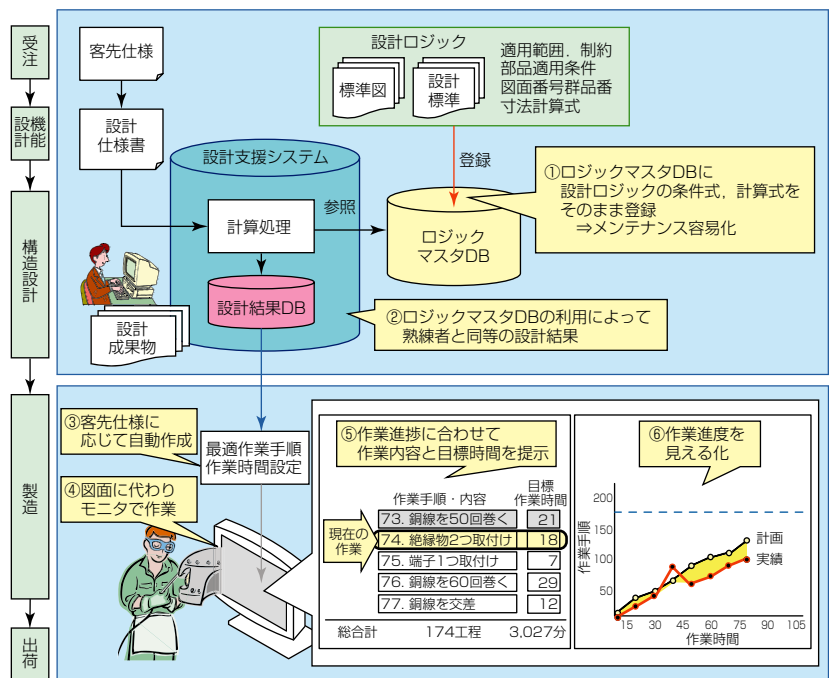 受注
機能
設計
構造設計
製造
出荷
客先仕様
設計
仕様書
設計ロジック
標準図
設計
標準
適用範囲．制約
部品適用条件
図面番号群品番
寸法計算式
登録
設計支援システム
計算処理
参照
ロジック
マスタDB
設計結果DB
設計
成果物
①ロジックマスタDBに
設計ロジックの条件式，計算式を
そのまま登録
⇒メンテナンス容易化
②ロジックマスタDBの利用によって
熟練者と同等の設計結果
③客先仕様に
応じて自動作成
最適作業手順
作業時間設定
④図面に代わり
モニタで作業
⑤作業進捗に合わせて
作業内容と目標時間を提示
作業手順・内容
目標
作業時間
現在の
作業
73. 銅線を50回巻く 21
74. 絶縁物2つ取付け 18
75. 端子1つ取付け 7
76. 銅線を60回巻く 29
77. 銅線を交差 12
総合計 174工程 3,027分
⑥作業進度を
見える化
作業手順
200
150
100
50
計画
実績
15 30 45 60 75 90 105
作業時間